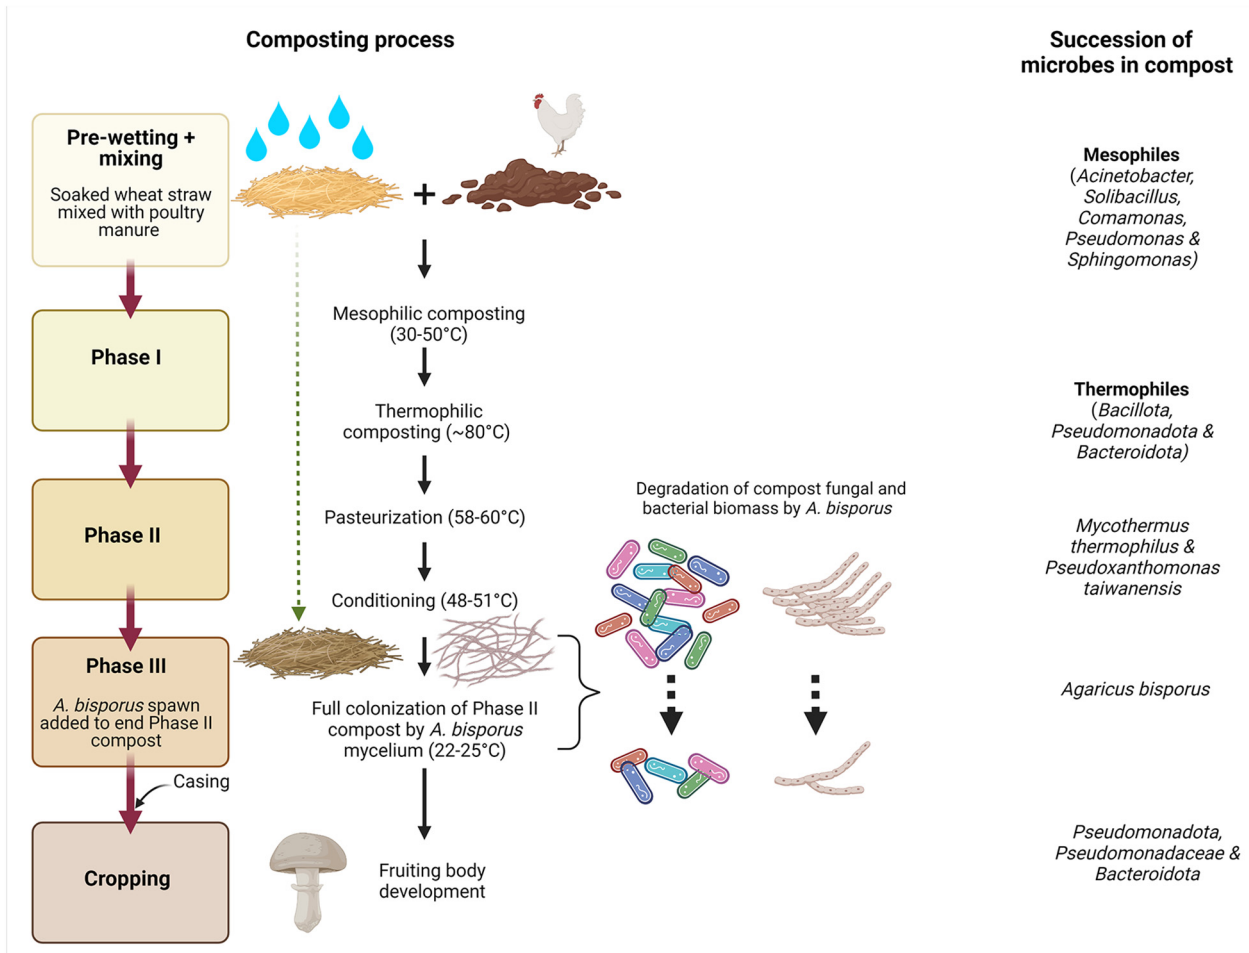 Composting process
Succession of
microbes in compost
Pre-wetting +
mixing
Soaked wheat straw
mixed with poultry
manure
+
Mesophiles
(Acinetobacter,
Solibacillus,
Comamonas,
Pseudomonas &
Sphingomonas)
Phase I
Mesophilic composting
(30-50°C)
Thermophilic
composting (~80°C)
Thermophiles
(Bacillota,
Pseudomonadota &
Bacteroidota)
Phase II
Pasteurization (58-60°C)
Conditioning (48-51°C)
Degradation of compost fungal and
bacterial biomass by A. bisporus
Mycothermus
thermophilus &
Pseudoxanthomonas
taiwanensis
Phase III
A. bisporus spawn
added to end Phase II
compost
Full colonization of Phase II
compost by A. bisporus
mycelium (22-25°C)
Agaricus bisporus
Casing
Cropping
Fruiting body
development
Pseudomonadota,
Pseudomonadaceae &
Bacteroidota